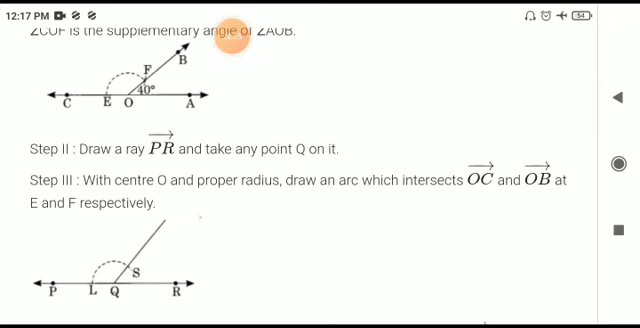 12:17 PM
54
∠COF is the supplementary angle of ∠AOB.
B
F
40°
C E O A
Step II : Draw a ray PR and take any point Q on it.
Step III : With centre O and proper radius, draw an arc which intersects OC and OB at
E and F respectively.
S
P L Q R